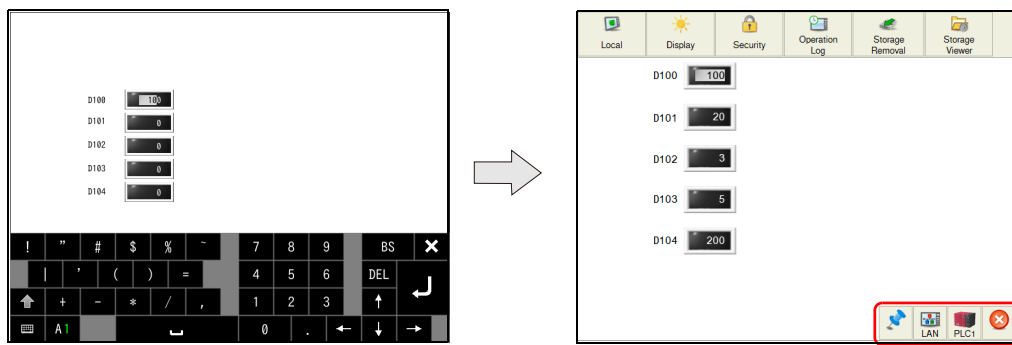 D100 100
D101 0
D102 0
D103 0
D104 0
! " # $ % ~ 7 8 9 BS ×
| ' ( ) = 4 5 6 DEL
+ - * / , 1 2 3 ↑
A1 0 . ← ↓ →
Local
Display
Security
Operation
Log
Storage
Removal
Storage
Viewer
D100 100
D101 20
D102 3
D103 5
D104 200
LAN PLC1